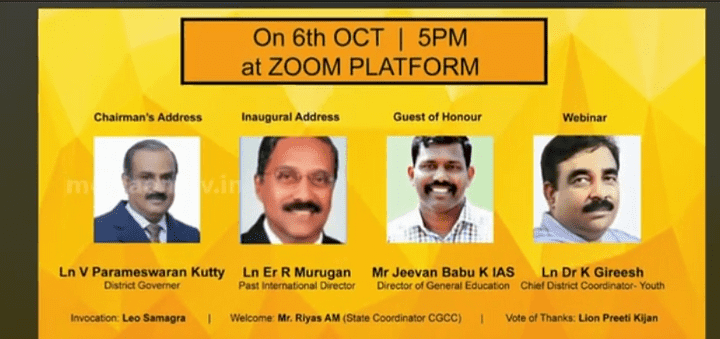 On 6th OCT | 5PM
at ZOOM PLATFORM
Chairman's Address
Inaugural Address
Guest of Honour
Webinar
Ln V Parameswaran Kutty
District Governer
Ln Er R Murugan
Past International Director
Mr Jeevan Babu K IAS
Director of General Education
Ln Dr K Gireesh
Chief District Coordinator- Youth
Invocation: Leo Samagra | Welcome: Mr. Riyas AM (State Coordinator CGCC) | Vote of Thanks: Lion Preeti Kijan